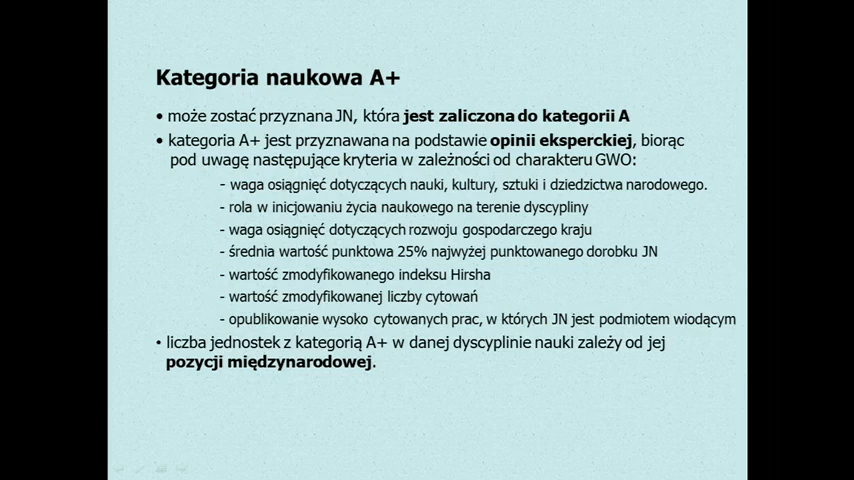 Kategoria naukowa A+
• może zostać przyznana JN, która jest zaliczona do kategorii A
• kategoria A+ jest przyznawana na podstawie opinii eksperckiej, biorąc
pod uwagę następujące kryteria w zależności od charakteru GWO:
- waga osiągnięć dotyczących nauki, kultury, sztuki i dziedzictwa narodowego.
- rola w inicjowaniu życia naukowego na terenie dyscypliny
- waga osiągnięć dotyczących rozwoju gospodarczego kraju
- średnia wartość punktowa 25% najwyżej punktowanego dorobku JN
- wartość zmodyfikowanego indeksu Hirsha
- wartość zmodyfikowanej liczby cytowań
- opublikowanie wysoko cytowanych prac, w których JN jest podmiotem wiodącym
• liczba jednostek z kategorią A+ w danej dyscyplinie nauki zależy od jej
pozycji międzynarodowej.